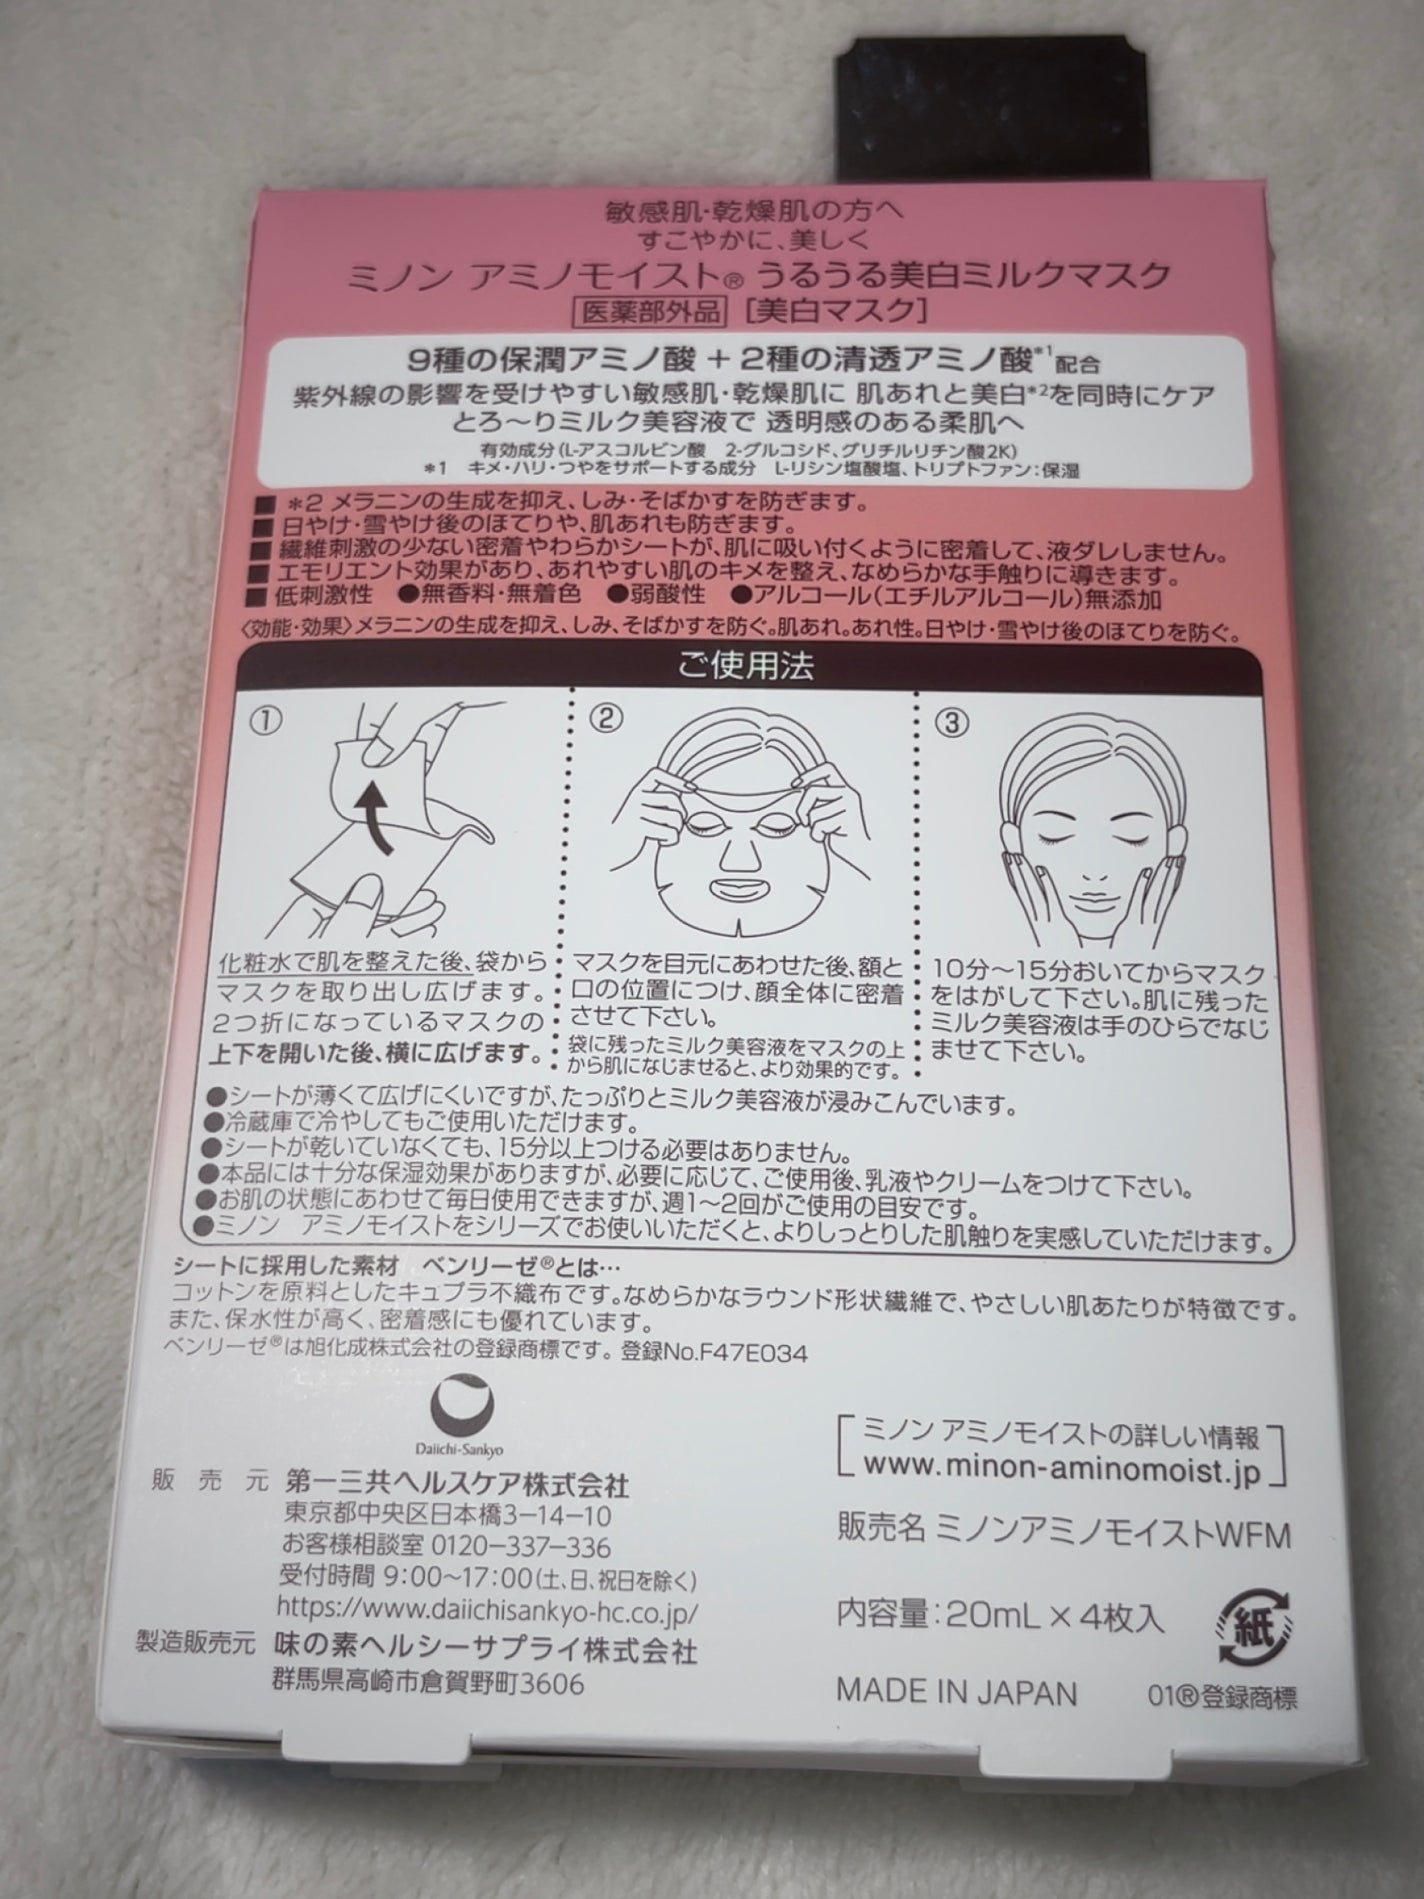 敏感肌・乾燥肌の方へ
すこやかに、美しく
ミノン アミノモイスト® うるうる美白ミルクマスク
医薬部外品 [美白マスク]
9種の保潤アミノ酸 + 2種の清透アミノ酸*1 配合
紫外線の影響を受けやすい敏感肌・乾燥肌に 肌あれと美白*2を同時にケア
とろ〜りミルク美容液で 透明感のある柔肌へ
有効成分(L-アスコルビン酸 2-グルコシド、グリチルリチン酸2K)
*1 キメ・ハリ・つやをサポートする成分 L-リシン塩酸塩、トリプトファン:保湿
■ *2 メラニンの生成を抑え、しみ・そばかすを防ぎます。
■ 日やけ・雪やけ後のほてりや、肌あれも防ぎます。
■ 繊維刺激の少ない密着やわらかシートが、肌に吸い付くように密着して、液ダレしません。
■ エモリエント効果があり、あれやすい肌のキメを整え、なめらかな手触りに導きます。
■ 低刺激性 ●無香料・無着色 ●弱酸性 ●アルコール(エチルアルコール)無添加
〈効能・効果〉メラニンの生成を抑え、しみ、そばかすを防ぐ。肌あれ。あれ性。日やけ・雪やけ後のほてりを防ぐ。
ご使用法
①
化粧水で肌を整えた後、袋から
マスクを取り出し広げます。
2つ折になっているマスクの
上下を開いた後、横に広げます。
②
マスクを目元にあわせた後、額と
口の位置につけ、顔全体に密着
させて下さい。
袋に残ったミルク美容液をマスクの上
から肌になじませると、より効果的です。
③
10分〜15分おいてからマスク
をはがして下さい。肌に残った
ミルク美容液は手のひらでなじ
ませて下さい。
●シートが薄くて広げにくいですが、たっぷりとミルク美容液が浸みこんでいます。
●冷蔵庫で冷やしてもご使用いただけます。
●シートが乾いていなくても、15分以上つける必要はありません。
●本品には十分な保湿効果がありますが、必要に応じて、ご使用後、乳液やクリームをつけて下さい。
●お肌の状態にあわせて毎日使用できますが、週1〜2回がご使用の目安です。
●ミノン アミノモイストをシリーズでお使いいただくと、よりしっとりした肌触りを実感していただけます。
シートに採用した素材 ベンリーゼ®とは…
コットンを原料としたキュプラ不織布です。なめらかなラウンド形状繊維で、やさしい肌あたりが特徴です。
また、保水性が高く、密着感にも優れています。
ベンリーゼ®は旭化成株式会社の登録商標です。登録No.F47E034
Daiichi-Sankyo
販売元 第一三共ヘルスケア株式会社
東京都中央区日本橋3-14-10
お客様相談室 0120-337-336
受付時間 9:00〜17:00(土、日、祝日を除く)
https://www.daiichisankyo-hc.co.jp/
製造販売元 味の素ヘルシーサプライ株式会社
群馬県高崎市倉賀野町3606
ミノン アミノモイストの詳しい情報
www.minon-aminomoist.jp
販売名 ミノンアミノモイストWFM
内容量:20mL×4枚入
紙
MADE IN JAPAN
01®登録商標